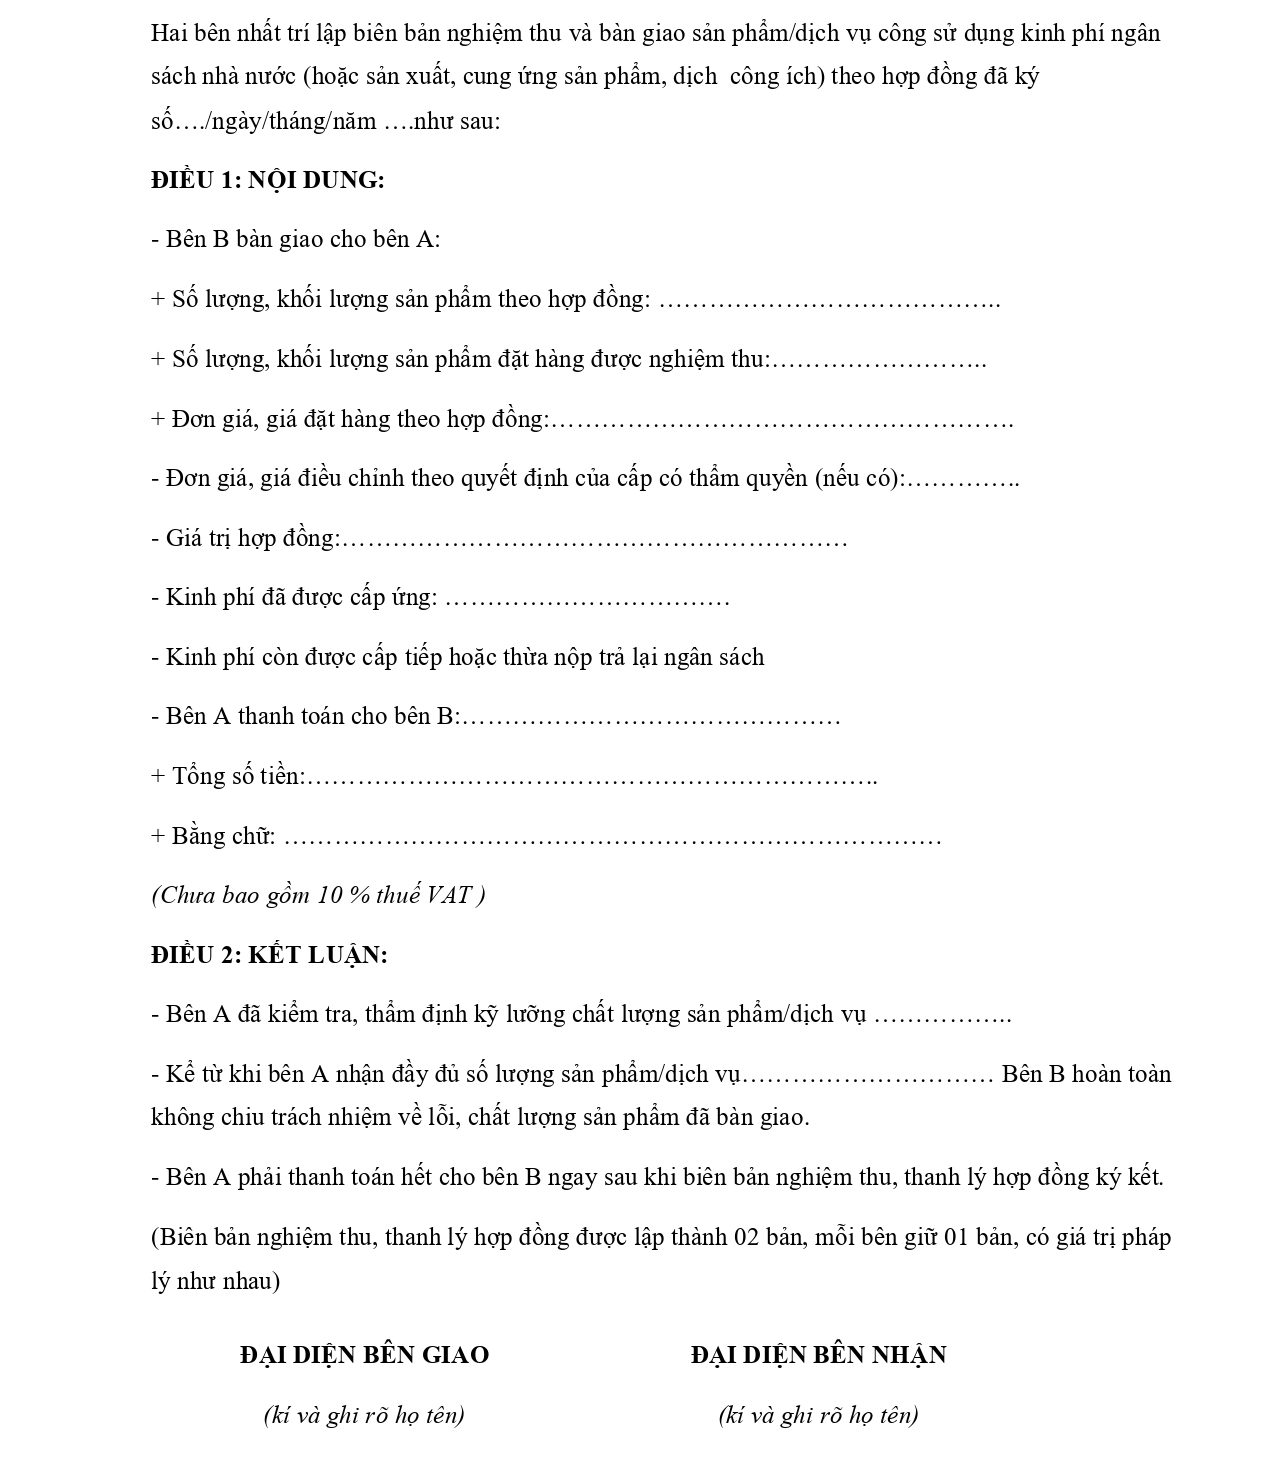 Hai bên nhất trí lập biên bản nghiệm thu và bàn giao sản phẩm/dịch vụ công sử dụng kinh phí ngân
sách nhà nước (hoặc sản xuất, cung ứng sản phẩm, dịch  công ích) theo hợp đồng đã ký
số…./ngày/tháng/năm ….như sau:
ĐIỀU 1: NỘI DUNG:
- Bên B bàn giao cho bên A:
+ Số lượng, khối lượng sản phẩm theo hợp đồng: …………………………………..
+ Số lượng, khối lượng sản phẩm đặt hàng được nghiệm thu:……………………..
+ Đơn giá, giá đặt hàng theo hợp đồng:……………………………………………….
- Đơn giá, giá điều chỉnh theo quyết định của cấp có thẩm quyền (nếu có):…………..
- Giá trị hợp đồng:……………………………………………………
- Kinh phí đã được cấp ứng: ……………………………
- Kinh phí còn được cấp tiếp hoặc thừa nộp trả lại ngân sách
- Bên A thanh toán cho bên B:………………………………………
+ Tổng số tiền:…………………………………………………………..
+ Bằng chữ: ……………………………………………………………………
(Chưa bao gồm 10 % thuế VAT )
ĐIỀU 2: KẾT LUẬN:
- Bên A đã kiểm tra, thẩm định kỹ lưỡng chất lượng sản phẩm/dịch vụ ……………..
- Kể từ khi bên A nhận đầy đủ số lượng sản phẩm/dịch vụ………………………… Bên B hoàn toàn
không chiu trách nhiệm về lỗi, chất lượng sản phẩm đã bàn giao.
- Bên A phải thanh toán hết cho bên B ngay sau khi biên bản nghiệm thu, thanh lý hợp đồng ký kết.
(Biên bản nghiệm thu, thanh lý hợp đồng được lập thành 02 bản, mỗi bên giữ 01 bản, có giá trị pháp
lý như nhau)
ĐẠI DIỆN BÊN GIAO ĐẠI DIỆN BÊN NHẬN
(kí và ghi rõ họ tên) (kí và ghi rõ họ tên)